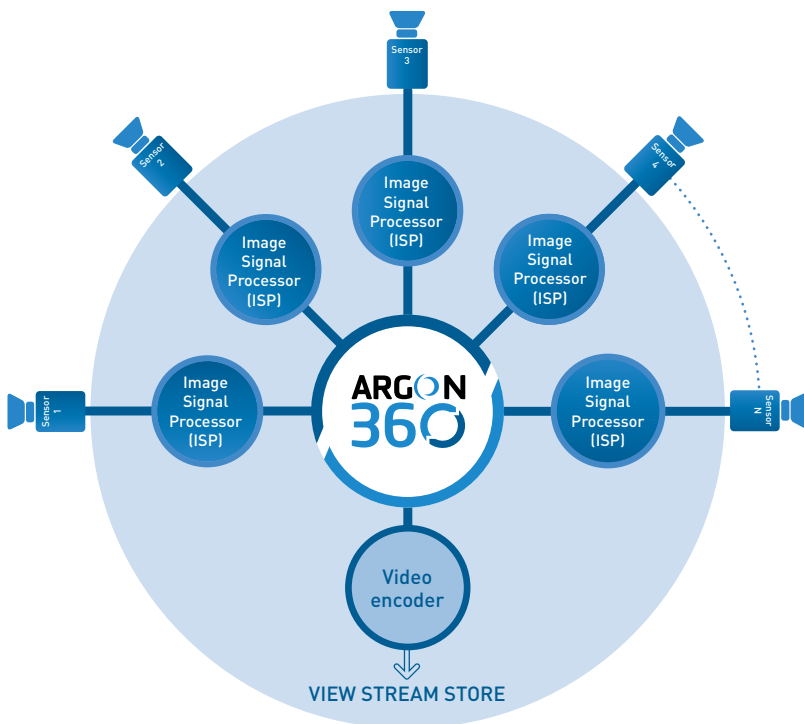 Sensor
3
Sensor
2
Sensor
4
Image
Signal
Processor
(ISP)
Image
Signal
Processor
(ISP)
Image
Signal
Processor
(ISP)
Sensor
1
Image
Signal
Processor
(ISP)
ARGON
360
Image
Signal
Processor
(ISP)
Sensor
N
Video
encoder
VIEW STREAM STORE